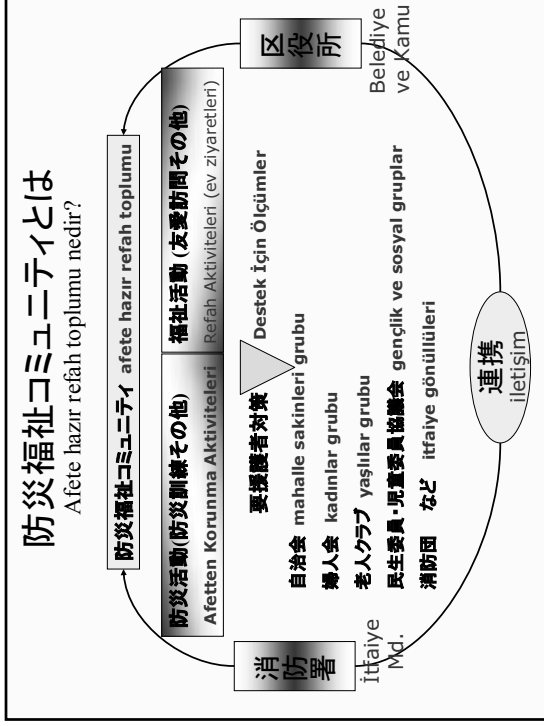 防災福祉コミュニティとは
Afete hazır refah toplumu nedir?
防災福祉コミュニティ afete hazır refah toplumu
防災活動(防災訓練その他)
Afetten Korunma Aktiviteleri
福祉活動(友愛訪問その他)
Refah Aktiviteleri (ev ziyaretleri)
要援護者対策 Destek İçin Ölçümler
自治会 mahalle sakinleri grubu
婦人会 kadınlar grubu
老人クラブ yaşlılar grubu
民生委員・児童委員協議会 gençlik ve sosyal gruplar
消防団 など itfaiye gönüllüleri
消防署
İtfaiye
Md.
区役所
Belediye
ve Kamu
連携
iletişim